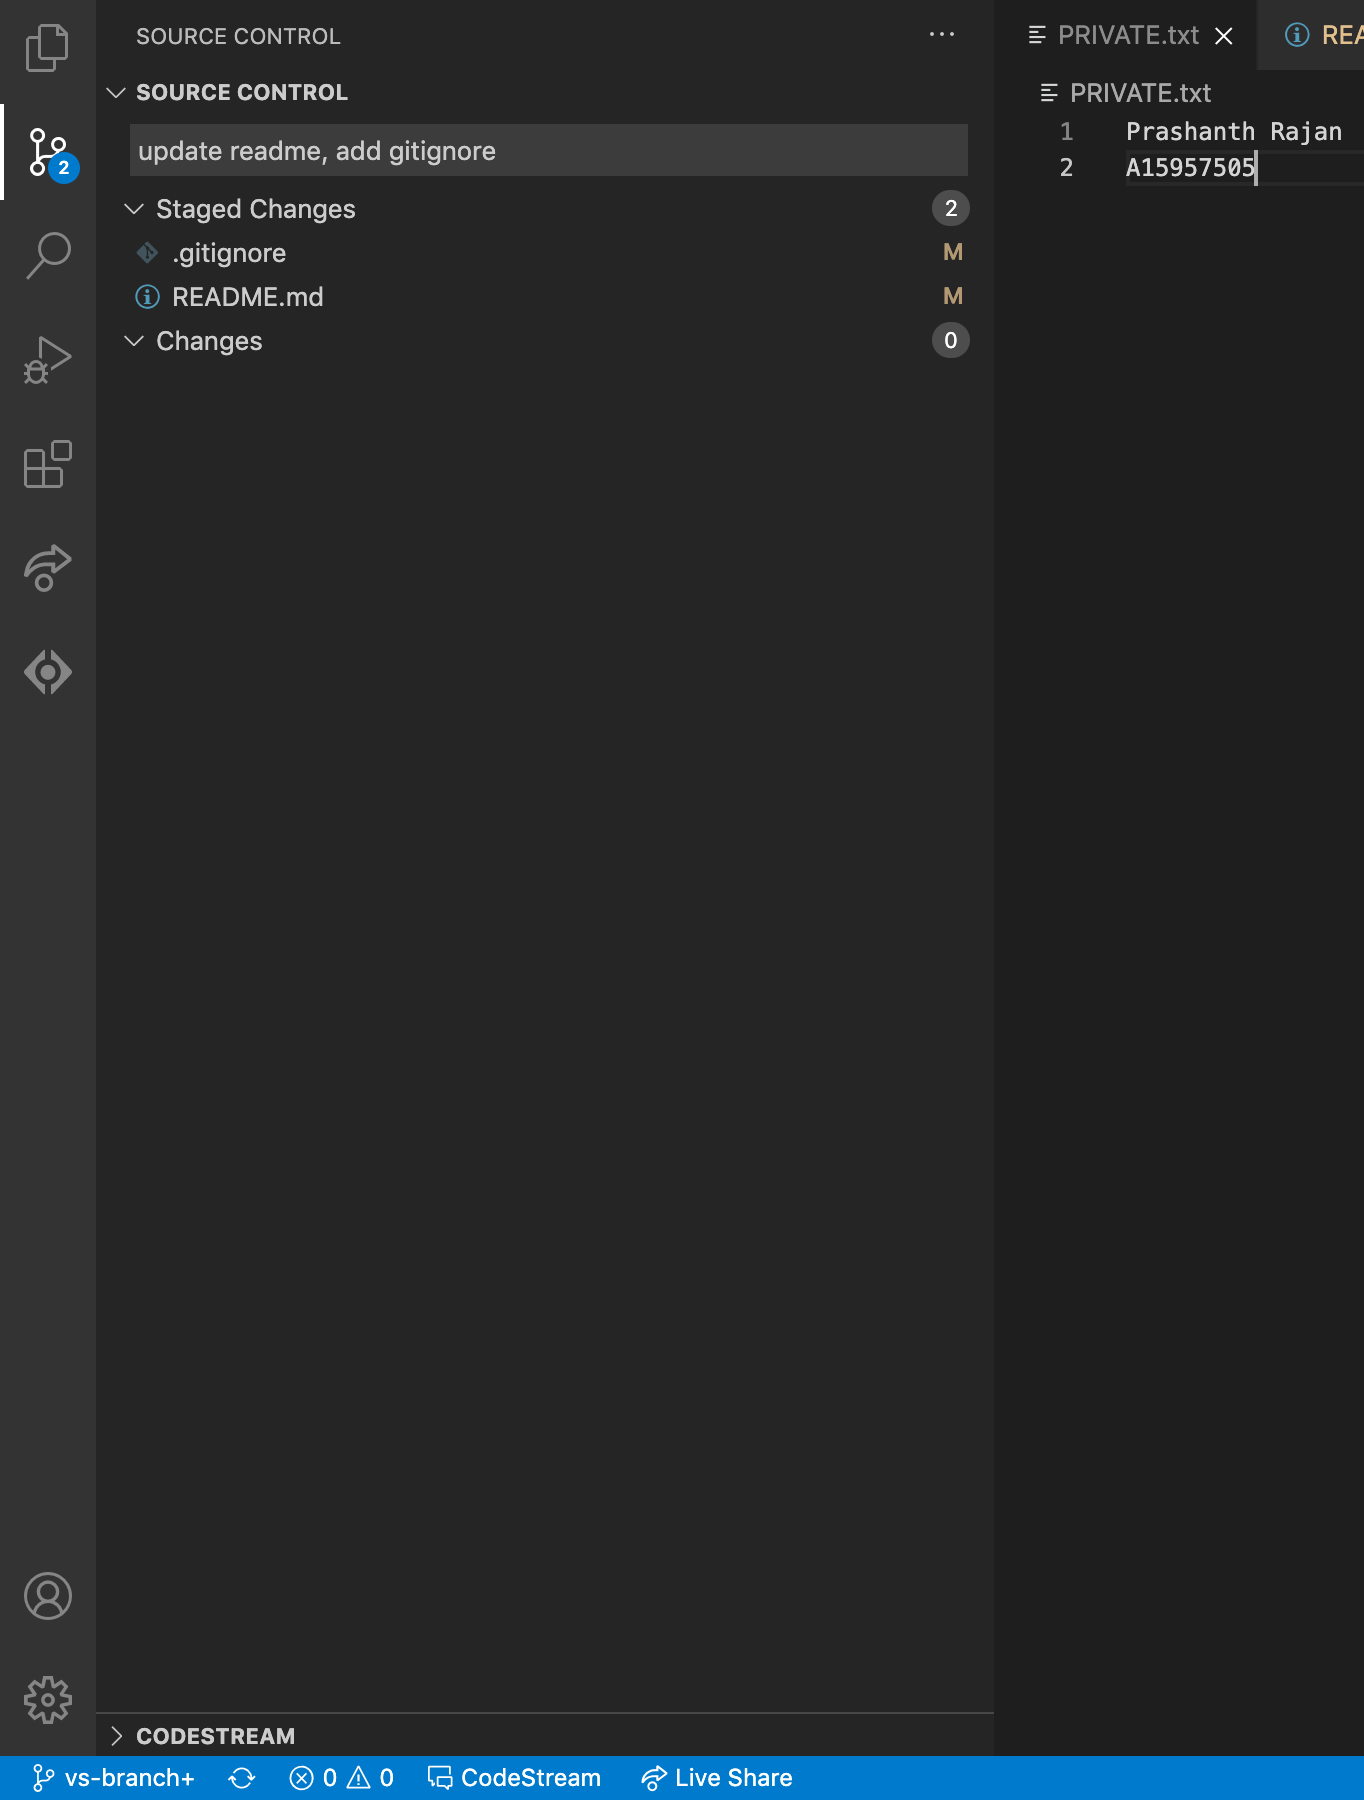 SOURCE CONTROL
···
SOURCE CONTROL
update readme, add gitignore
Staged Changes 2
.gitignore M
README.md M
Changes 0
CODESTREAM
PRIVATE.txt
REA
PRIVATE.txt
1 Prashanth Rajan
2 A15957505
2
vs-branch+ 0 0 CodeStream Live Share